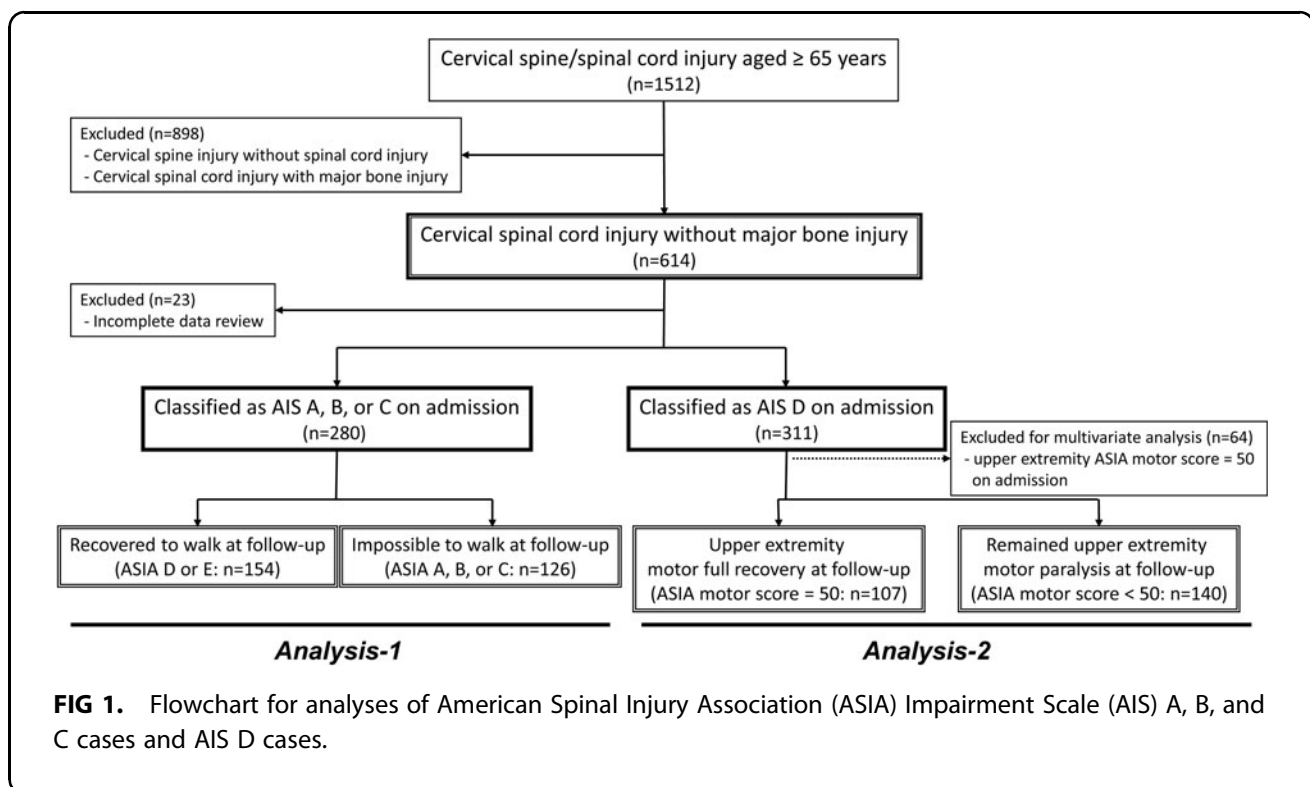 Cervical spine/spinal cord injury aged ≥ 65 years
(n=1512)
Excluded (n=898)
- Cervical spine injury without spinal cord injury
- Cervical spinal cord injury with major bone injury
Cervical spinal cord injury without major bone injury
(n=614)
Excluded (n=23)
- Incomplete data review
Classified as AIS A, B, or C on admission
(n=280)
Classified as AIS D on admission
(n=311)
Excluded for multivariate analysis (n=64)
- upper extremity ASIA motor score = 50
on admission
Recovered to walk at follow-up
(ASIA D or E: n=154)
Impossible to walk at follow-up
(ASIA A, B, or C: n=126)
Upper extremity
motor full recovery at follow-up
(ASIA motor score = 50: n=107)
Remained upper extremity
motor paralysis at follow-up
(ASIA motor score < 50: n=140)
Analysis-1
Analysis-2
FIG 1. Flowchart for analyses of American Spinal Injury Association (ASIA) Impairment Scale (AIS) A, B, and
C cases and AIS D cases.